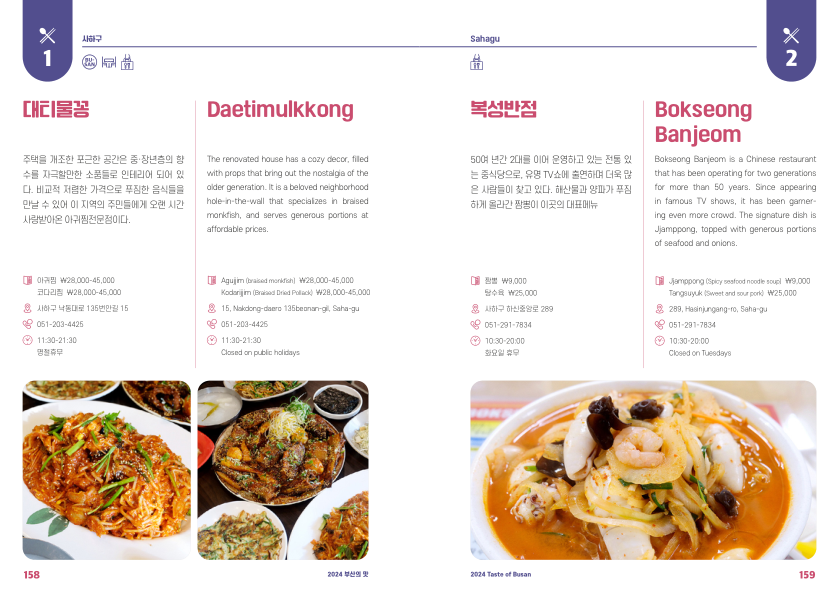 1
사하구
BU-
SAN
대티물꽁
Daetimulkkong
주택을 개조한 포근한 공간은 중·장년층의 향
수를 자극할만한 소품들로 인테리어 되어 있
다. 비교적 저렴한 가격으로 푸짐한 음식들을
만날 수 있어 이 지역의 주민들에게 오랜 시간
사랑받아온 아귀찜전문점이다.
The renovated house has a cozy decor, filled
with props that bring out the nostalgia of the
older generation. It is a beloved neighborhood
hole-in-the-wall that specializes in braised
monkfish, and serves generous portions at
affordable prices.
아귀찜 ₩28,000-45,000
코다리찜 ₩28,000-45,000
사하구 낙동대로 135번안길 15
051-203-4425
11:30-21:30
명절휴무
Agujjim (braised monkfish) ₩28,000-45,000
Kodarijjim (Braised Dried Pollack) ₩28,000-45,000
15, Nakdong-daero 135beonan-gil, Saha-gu
051-203-4425
11:30-21:30
Closed on public holidays
158
2024 부산의 맛
Sahagu
2
복성반점
Bokseong
Banjeom
50여 년간 2대를 이어 운영하고 있는 전통 있
는 중식당으로, 유명 TV쇼에 출연하며 더욱 많
은 사람들이 찾고 있다. 해산물과 양파가 푸짐
하게 올라간 짬뽕이 이곳의 대표메뉴
Bokseong Banjeom is a Chinese restaurant
that has been operating for two generations
for more than 50 years. Since appearing
in famous TV shows, it has been garner-
ing even more crowd. The signature dish is
Jjamppong, topped with generous portions
of seafood and onions.
짬뽕 ₩9,000
탕수육 ₩25,000
사하구 하신중앙로 289
051-291-7834
10:30-20:00
화요일 휴무
Jjamppong (Spicy seafood noodle soup) ₩9,000
Tangsuyuk (Sweet and sour pork) ₩25,000
289, Hasinjungang-ro, Saha-gu
051-291-7834
10:30-20:00
Closed on Tuesdays
2024 Taste of Busan
159